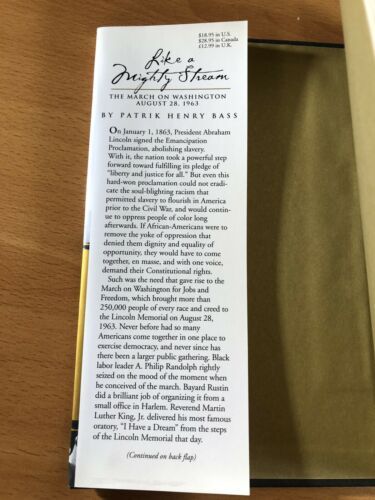 $18.95 in U.S.
$28.95 in Canada
£12.99 in U.K.
Like a
Mighty Stream
THE MARCH ON WASHINGTON
AUGUST 28, 1963
BY PATRIK HENRY BASS
On January 1, 1863, President Abraham
Lincoln signed the Emancipation
Proclamation, abolishing slavery.
With it, the nation took a powerful step
forward toward fulfilling its pledge of
"liberty and justice for all." But even this
hard-won proclamation could not eradi-
cate the soul-blighting racism that
permitted slavery to flourish in America
prior to the Civil War, and would contin-
ue to oppress people of color long
afterwards. If African-Americans were to
remove the yoke of oppression that
denied them dignity and equality of
opportunity, they would have to come
together, en masse, and with one voice,
demand their Constitutional rights.
Such was the need that gave rise to the
March on Washington for Jobs and
Freedom, which brought more than
250,000 people of every race and creed to
the Lincoln Memorial on August 28,
1963. Never before had so many
Americans come together in one place to
exercise democracy, and never since has
there been a larger public gathering. Black
labor leader A. Philip Randolph rightly
seized on the mood of the moment when
he conceived of the march. Bayard Rustin
did a brilliant job of organizing it from a
small office in Harlem. Reverend Martin
Luther King, Jr. delivered his most famous
oratory, "I Have a Dream" from the steps
of the Lincoln Memorial that day.
(Continued on back flap)